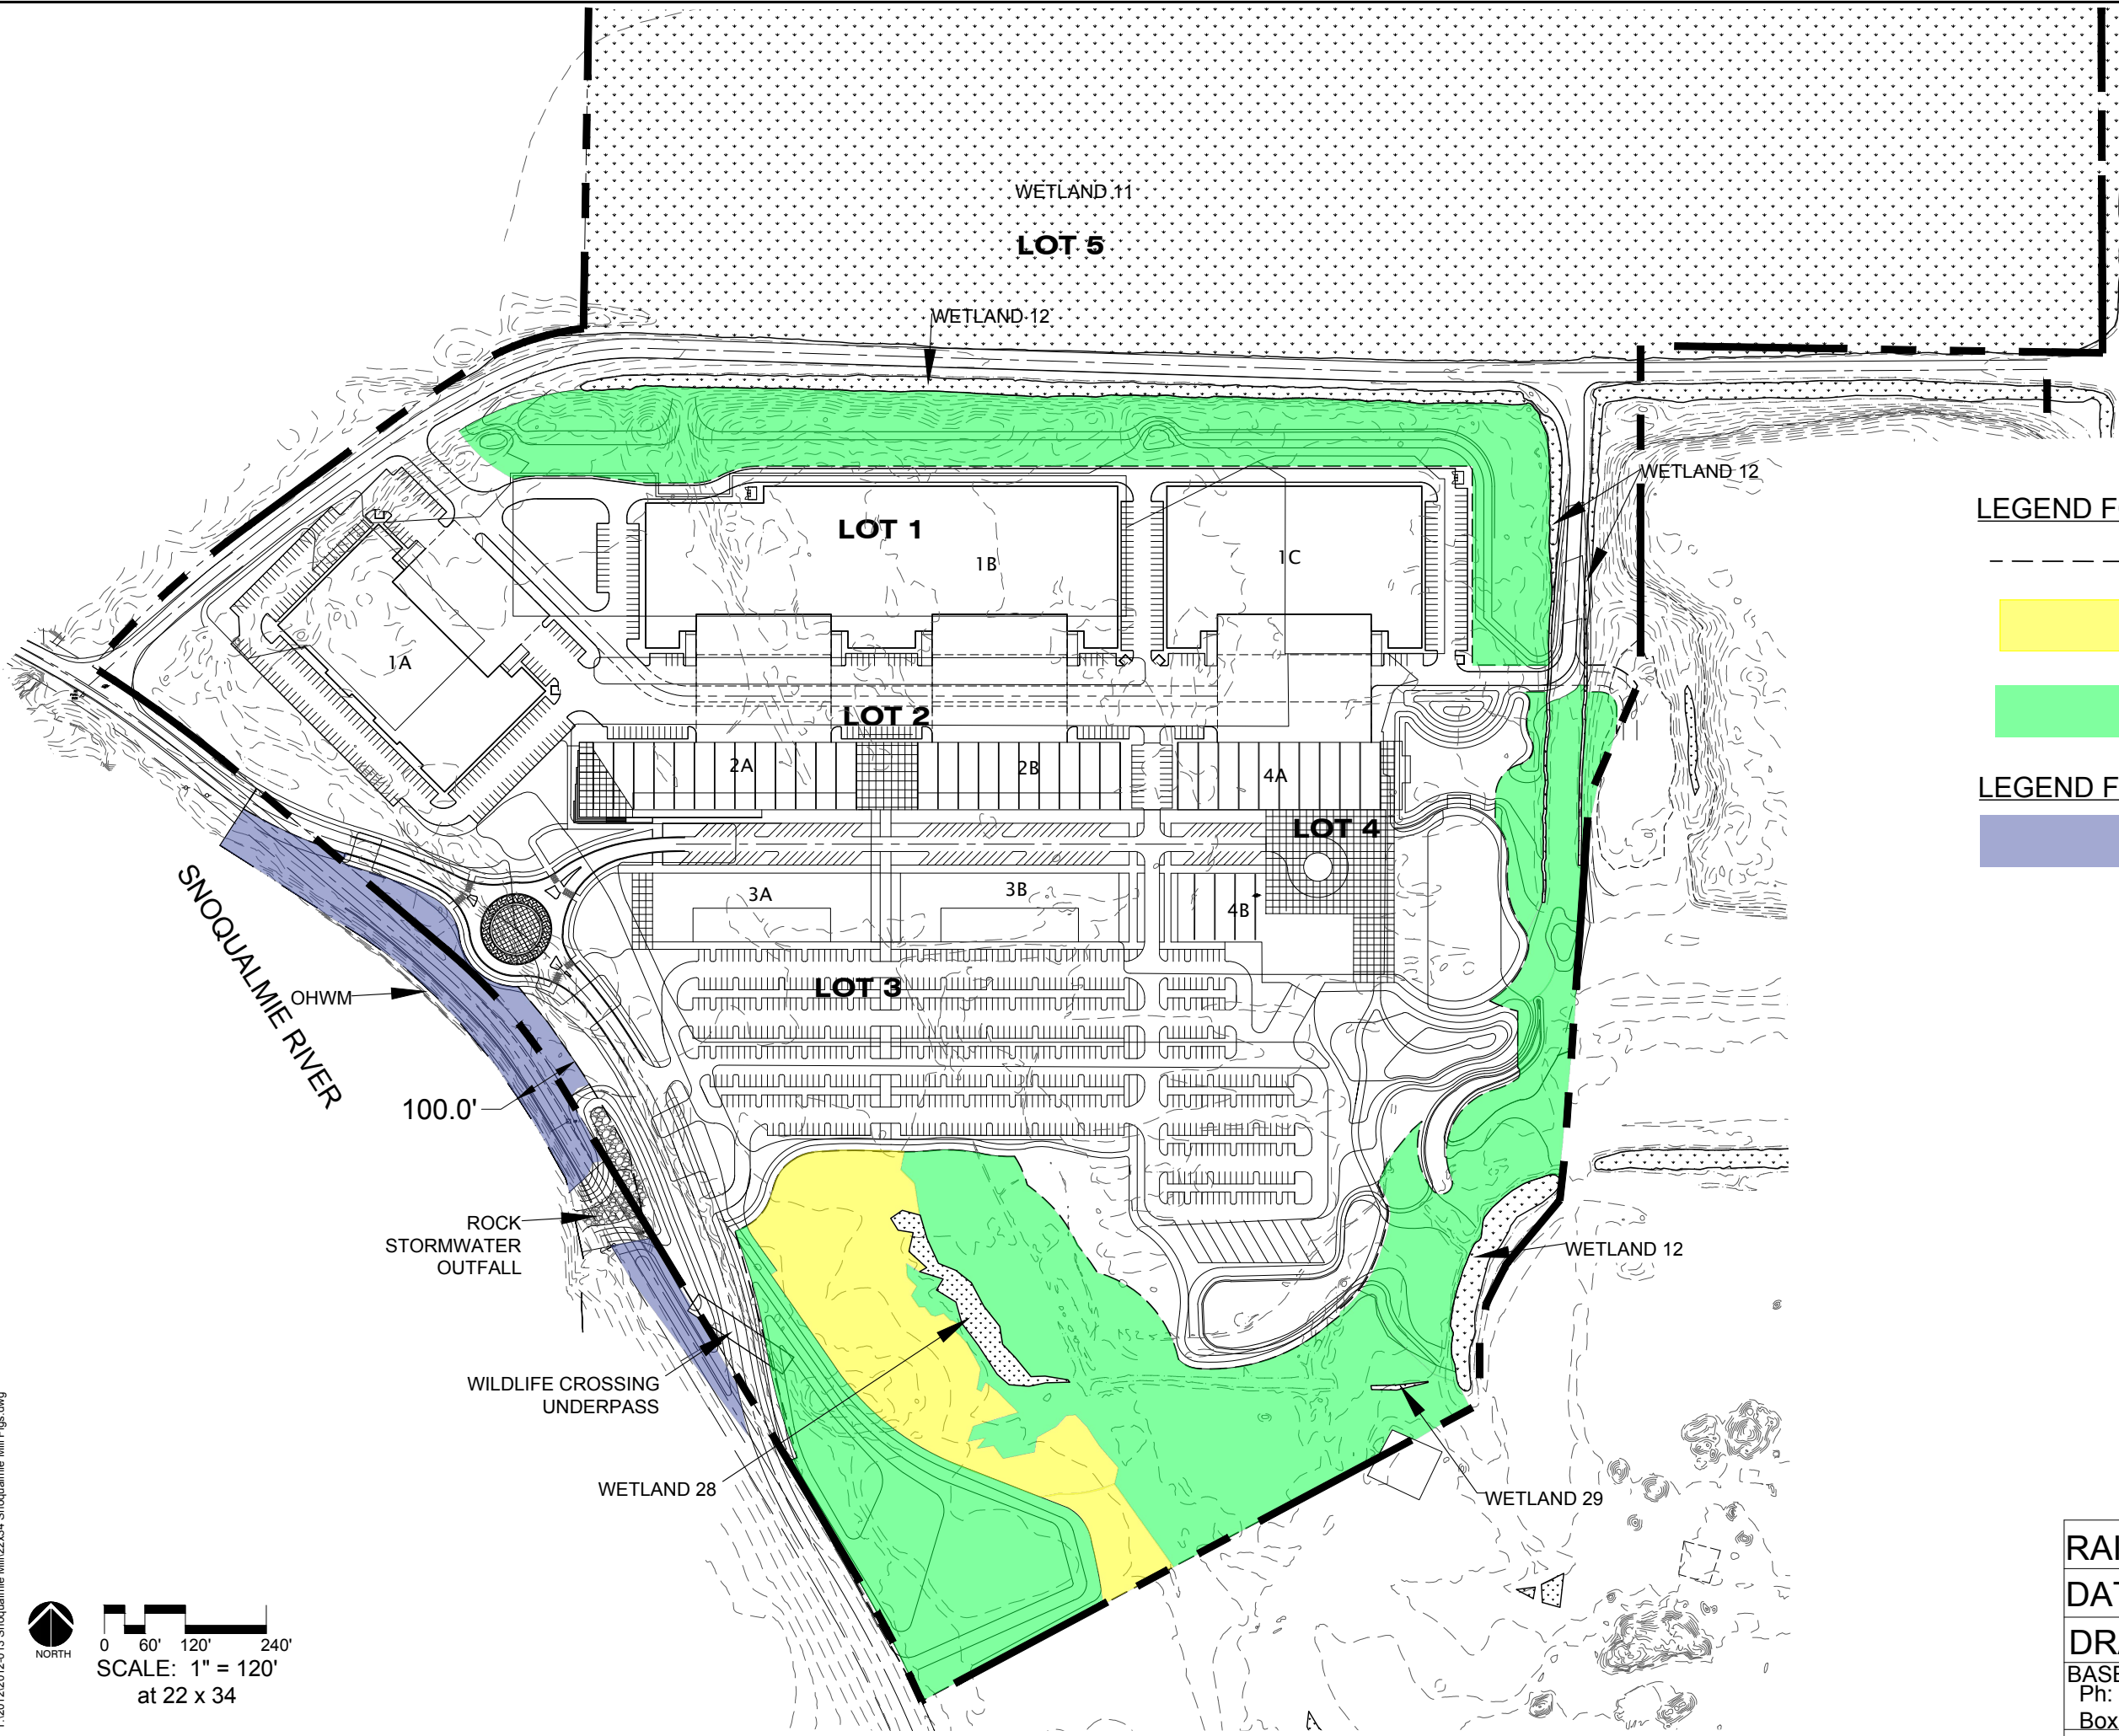 WETLAND 11
LOT 5
WETLAND 12
WETLAND 12
LEGEND F
LOT 1
1B
1C
1A
LOT 2
2A
2B
4A
LEGEND F
LOT 4
3A
3B
4B
SNOQUALMIE RIVER
OHWM
LOT 3
100.0'
ROCK
STORMWATER
OUTFALL
WETLAND 12
WILDLIFE CROSSING
UNDERPASS
WETLAND 28
WETLAND 29
NORTH
0 60' 120' 240'
SCALE: 1" = 120'
at 22 x 34
DAT
DRA
BASE
Ph:
Box